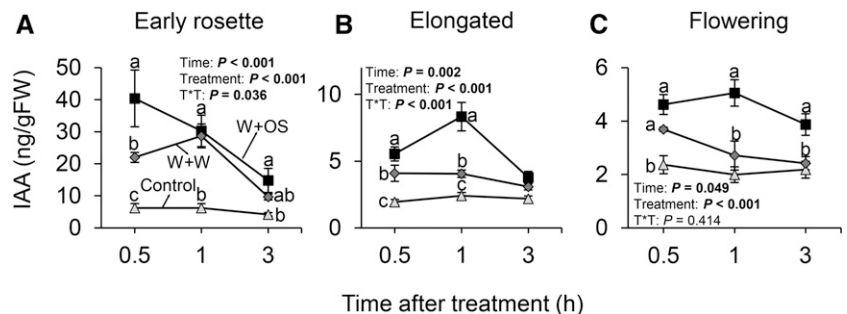 A Early rosette
B Elongated
C Flowering
IAA (ng/gFW)
50
40
30
20
10
0
a
Time: P < 0.001
Treatment: P < 0.001
T*T: P = 0.036
a
b
W+OS
a
W+W
Control
ab
c
b
b
0.5 1 3
10
5
0
Time: P = 0.002
Treatment: P < 0.001
T*T: P < 0.001
a
a
b
b
c
c
0.5 1 3
6
4
2
0
a
a
a
a
b
b
b
b
Time: P = 0.049
Treatment: P < 0.001
T*T: P = 0.414
0.5 1 3
Time after treatment (h)